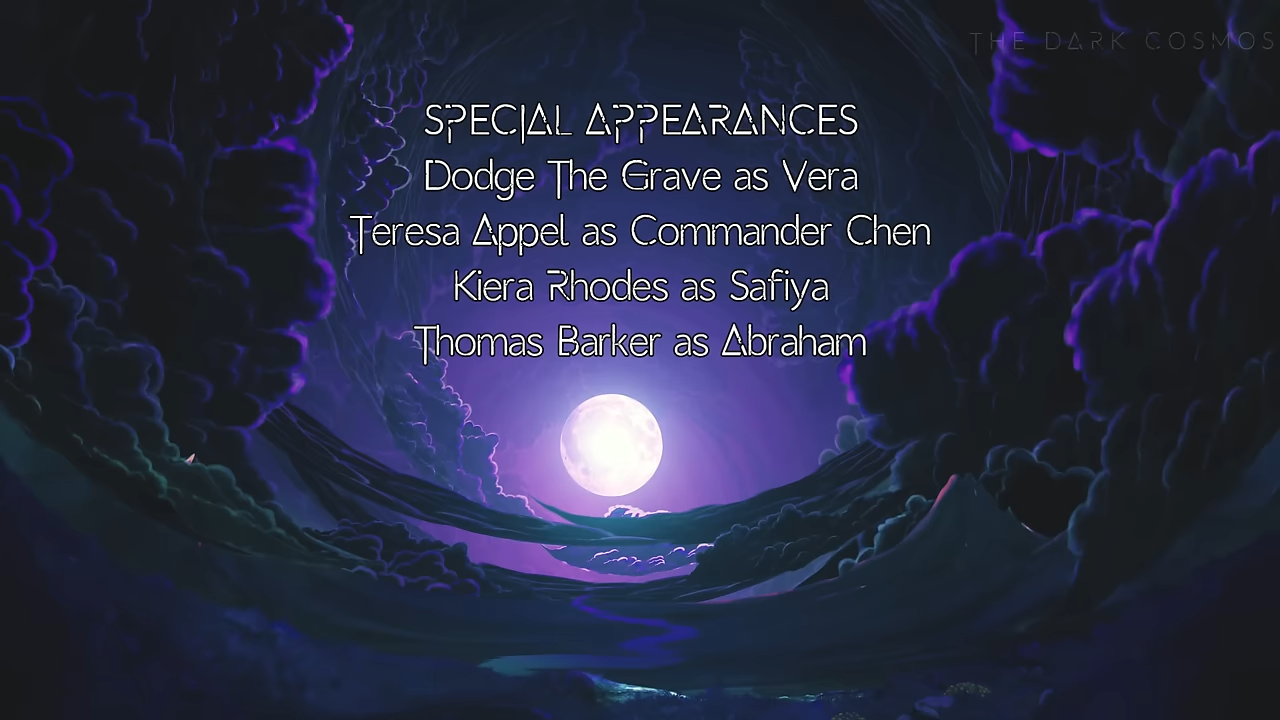 THE DARK COSMOS
SPECIAL APPEARANCES
Dodge The Grave as Vera
Teresa Appel as Commander Chen
Kiera Rhodes as Safiya
Thomas Barker as Abraham